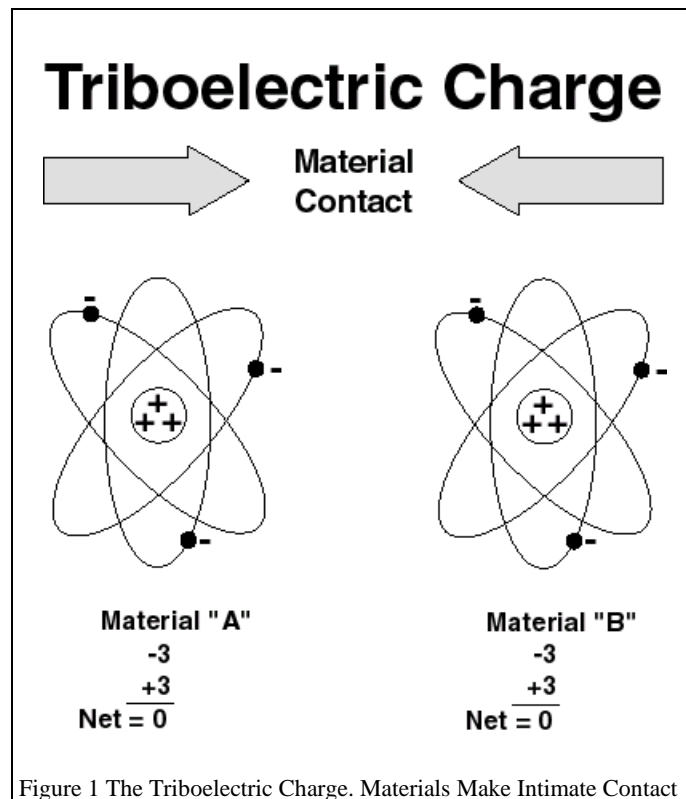 Triboelectric Charge
Material
Contact
-
-
-
+
+ +
-
-
-
+
+ +
Material "A"
-3
+3
Net = 0
Material "B"
-3
+3
Net = 0
Figure 1 The Triboelectric Charge. Materials Make Intimate Contact